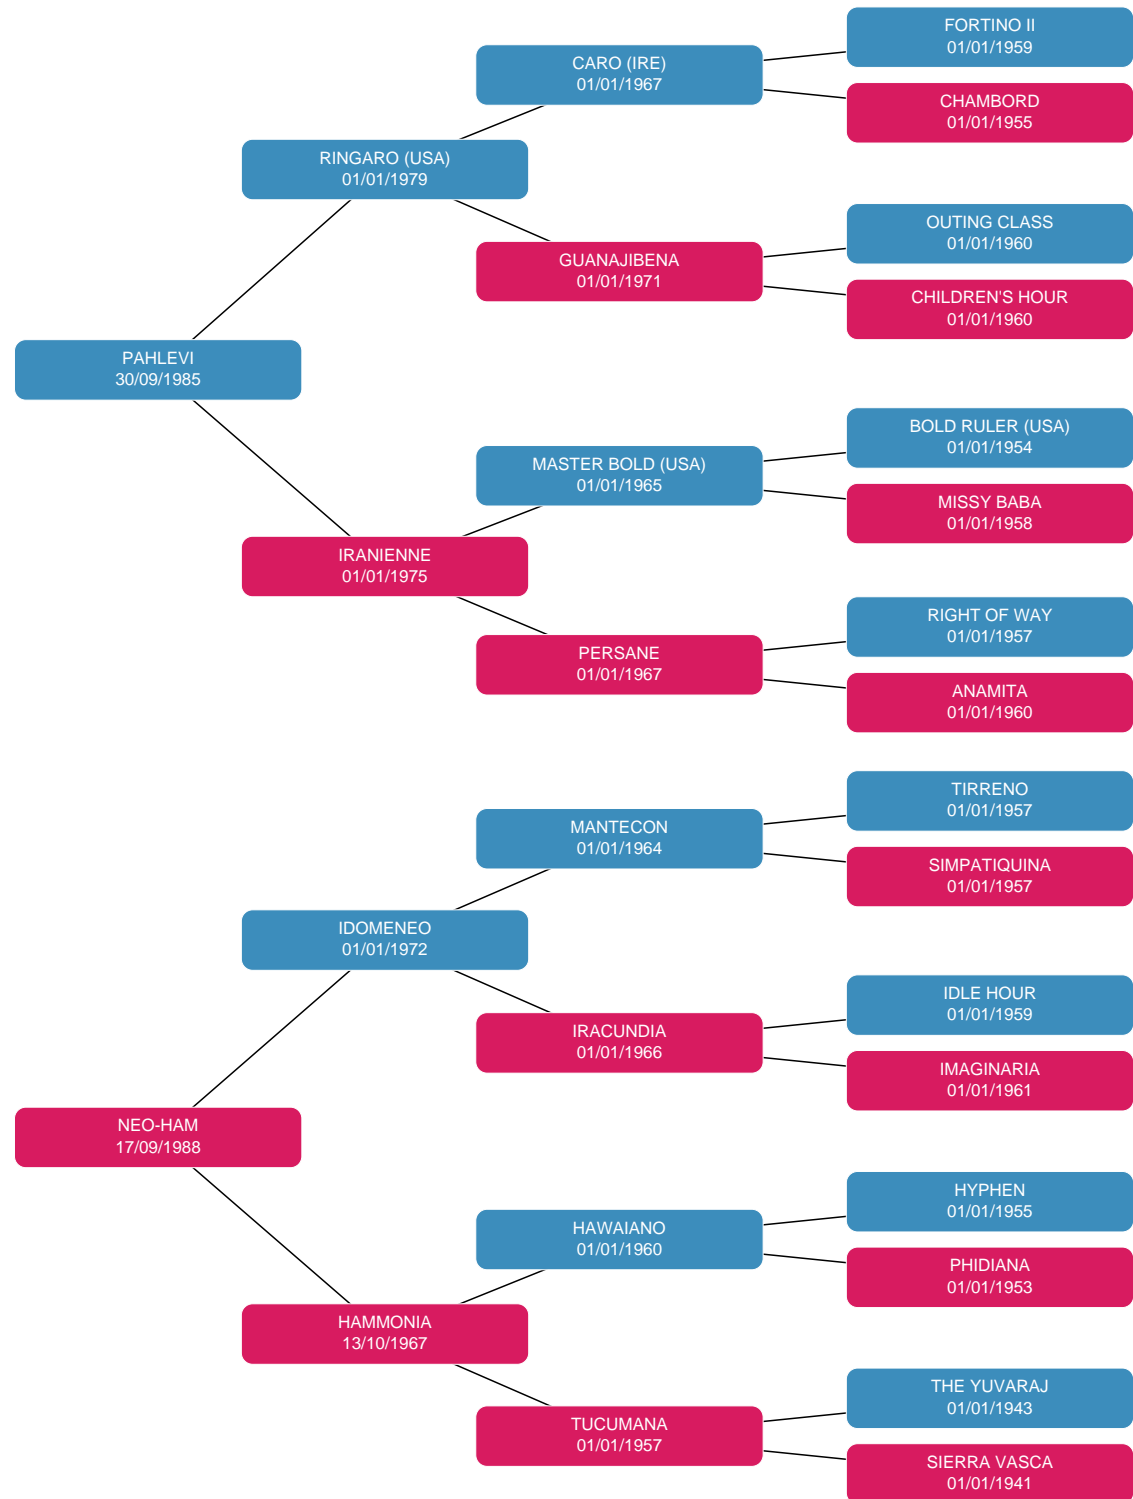 FORTINO II
01/01/1959
CARO (IRE)
01/01/1967
CHAMBORD
01/01/1955
RINGARO (USA)
01/01/1979
OUTING CLASS
01/01/1960
GUANAJIBENA
01/01/1971
CHILDREN'S HOUR
01/01/1960
PAHLEVI
30/09/1985
BOLD RULER (USA)
01/01/1954
MASTER BOLD (USA)
01/01/1965
MISSY BABA
01/01/1958
IRANIENNE
01/01/1975
RIGHT OF WAY
01/01/1957
PERSANE
01/01/1967
ANAMITA
01/01/1960
TIRRENO
01/01/1957
MANTECON
01/01/1964
SIMPATIQUINA
01/01/1957
IDOMENEO
01/01/1972
IDLE HOUR
01/01/1959
IRACUNDIA
01/01/1966
IMAGINARIA
01/01/1961
NEO-HAM
17/09/1988
HYPHEN
01/01/1955
HAWAIANO
01/01/1960
PHIDIANA
01/01/1953
HAMMONIA
13/10/1967
THE YUVARAJ
01/01/1943
TUCUMANA
01/01/1957
SIERRA VASCA
01/01/1941